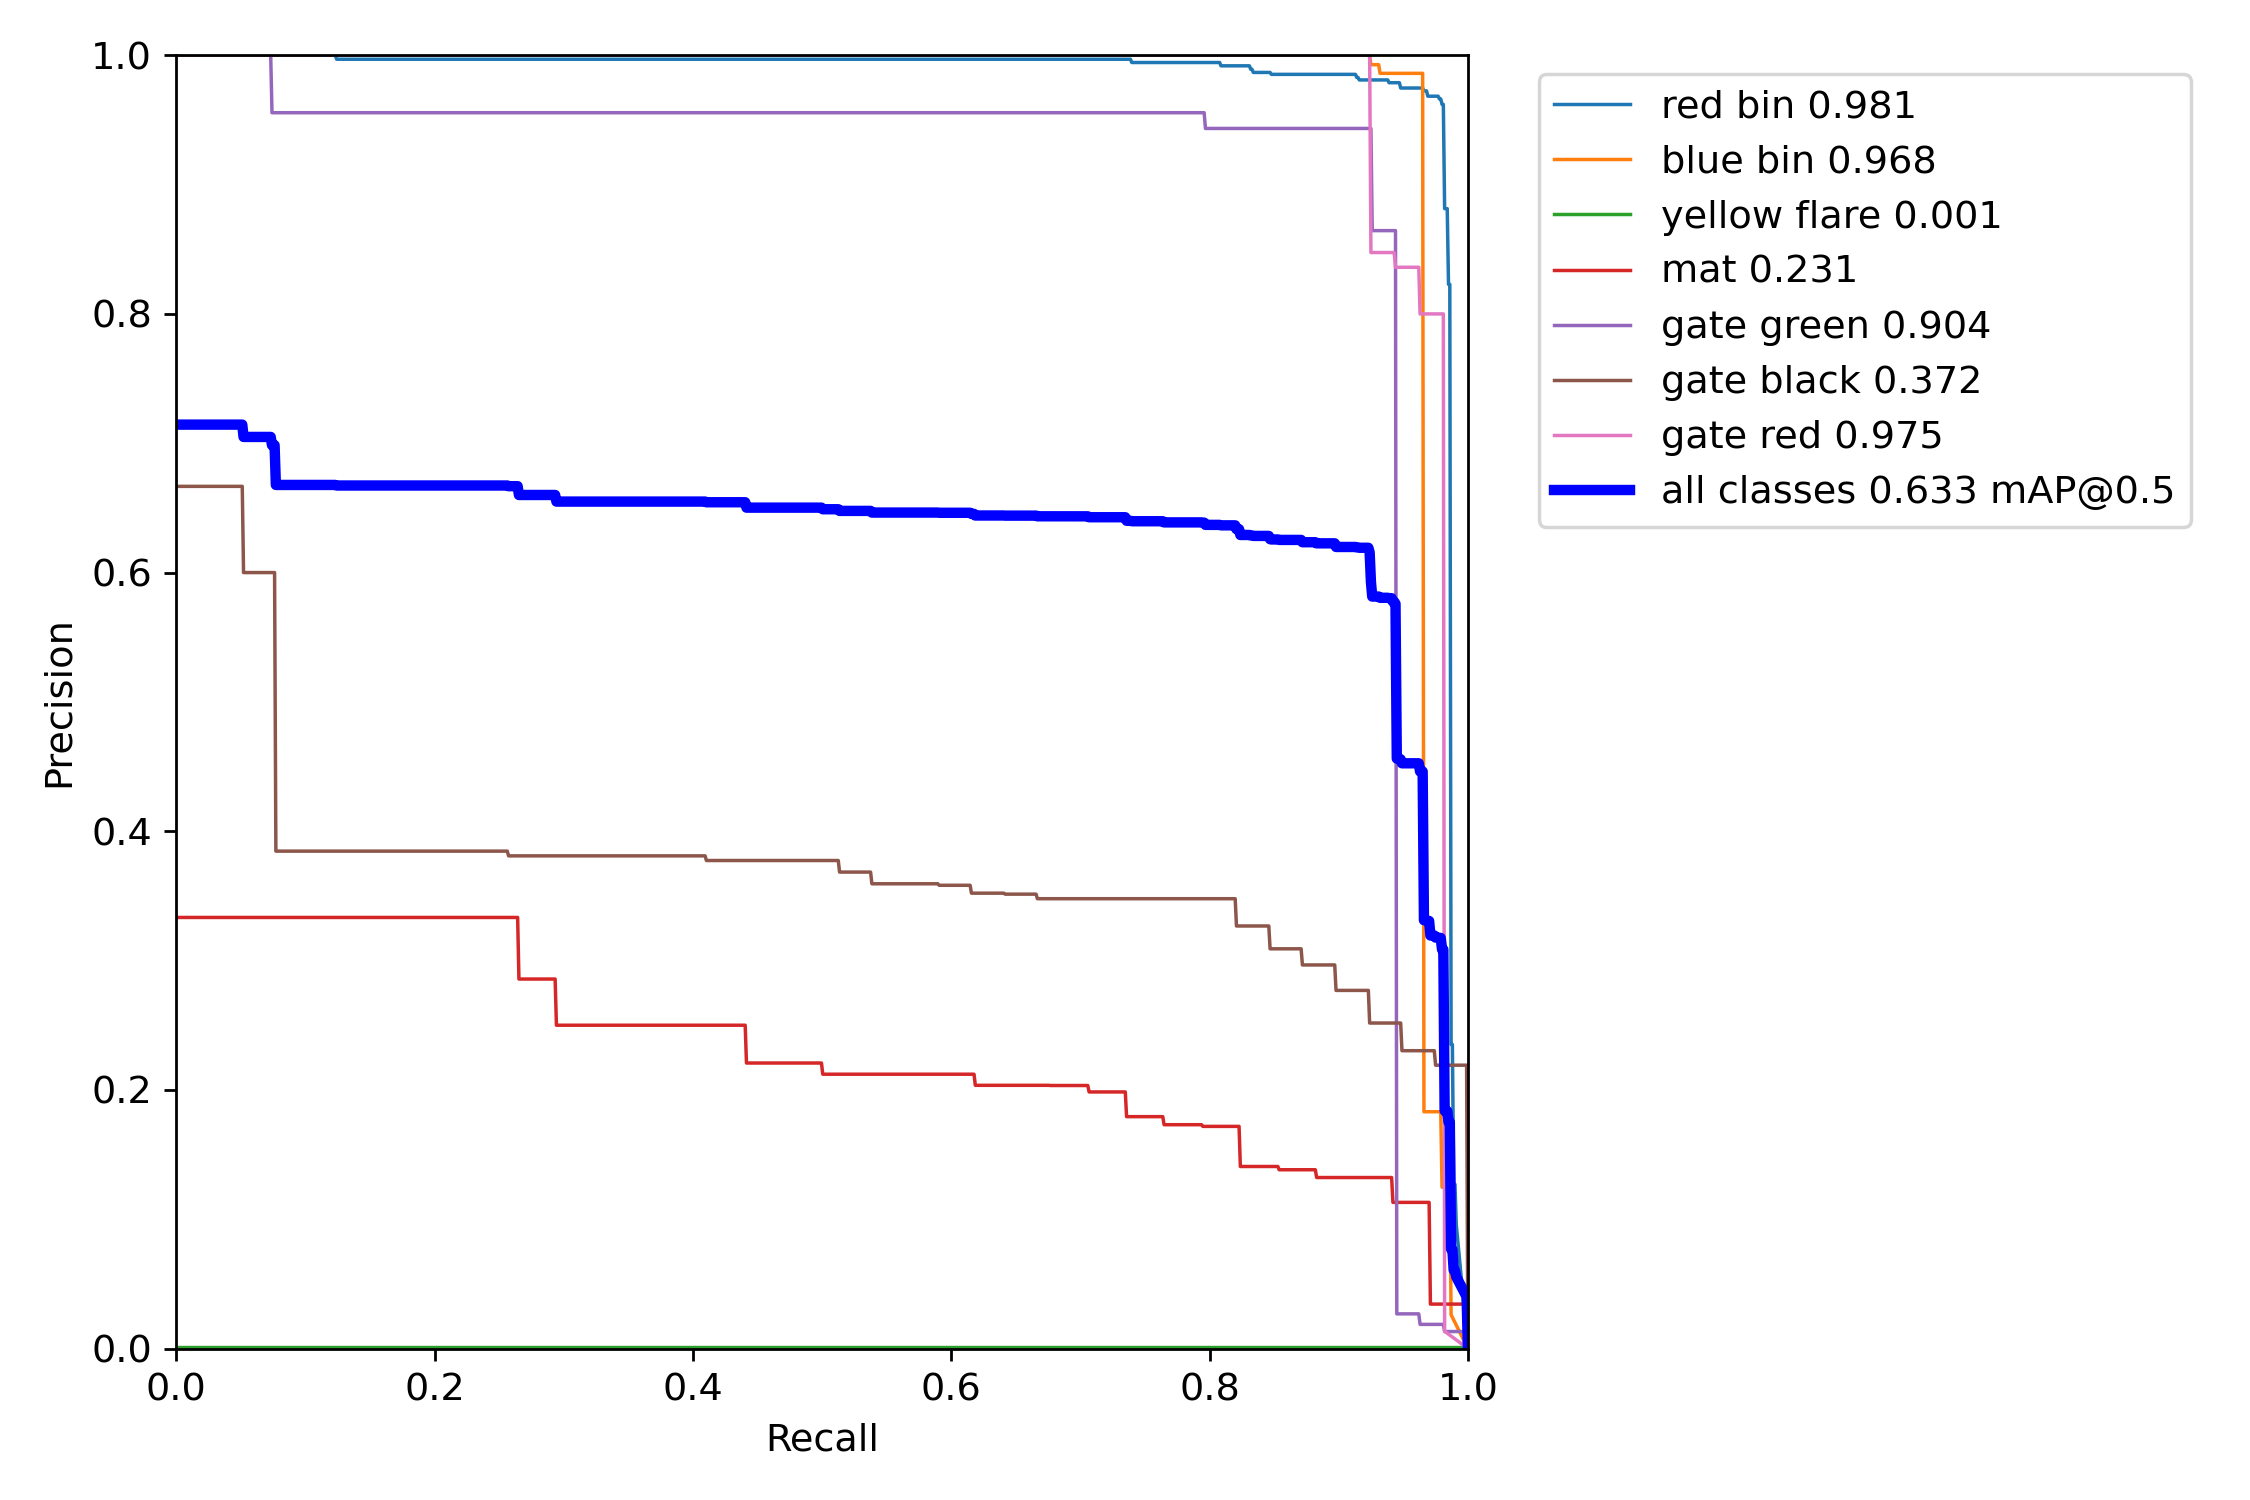 1.0
0.8
0.6
0.4
0.2
0.0
Precision
0.0 0.2 0.4 0.6 0.8 1.0
Recall
red bin 0.981
blue bin 0.968
yellow flare 0.001
mat 0.231
gate green 0.904
gate black 0.372
gate red 0.975
all classes 0.633 mAP@0.5